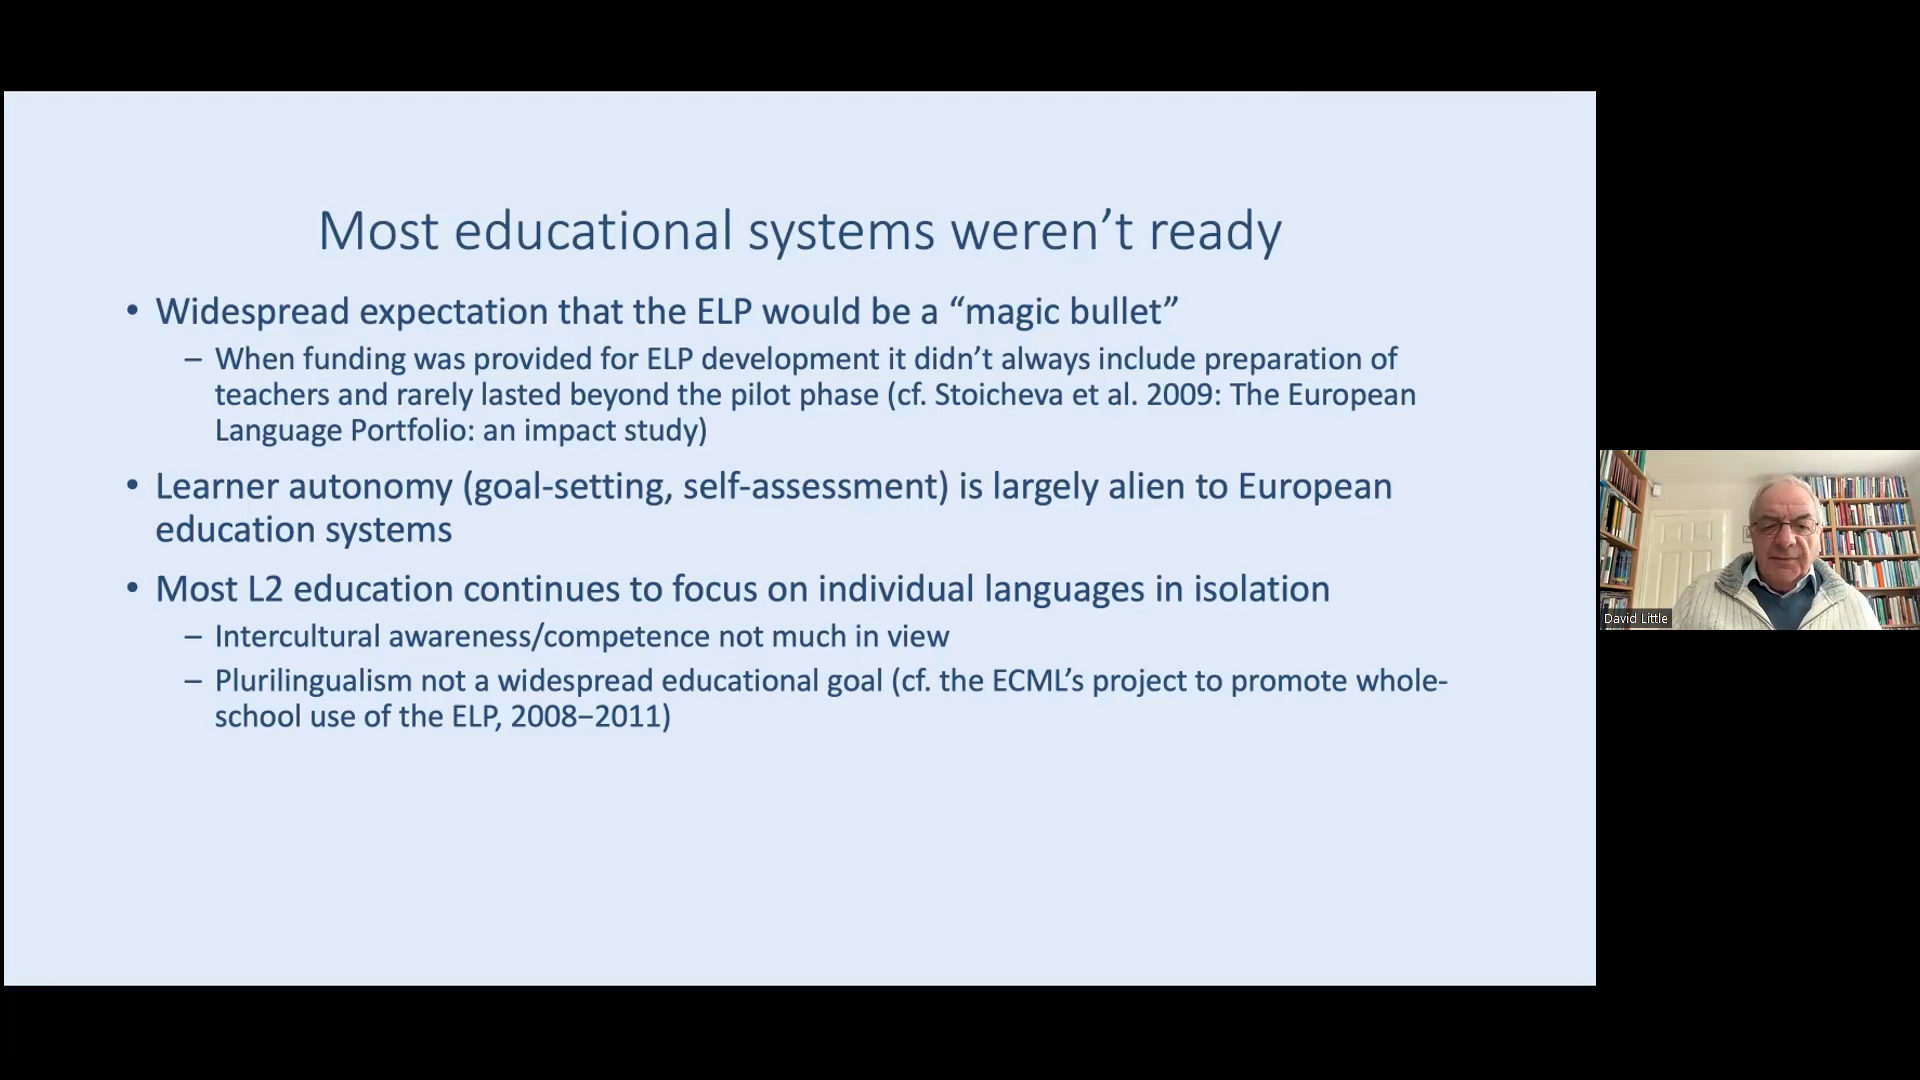 Most educational systems weren’t ready
• Widespread expectation that the ELP would be a “magic bullet”
– When funding was provided for ELP development it didn’t always include preparation of
teachers and rarely lasted beyond the pilot phase (cf. Stoicheva et al. 2009: The European
Language Portfolio: an impact study)
• Learner autonomy (goal-setting, self-assessment) is largely alien to European
education systems
• Most L2 education continues to focus on individual languages in isolation
– Intercultural awareness/competence not much in view
– Plurilingualism not a widespread educational goal (cf. the ECML’s project to promote whole-
school use of the ELP, 2008–2011)
David Little